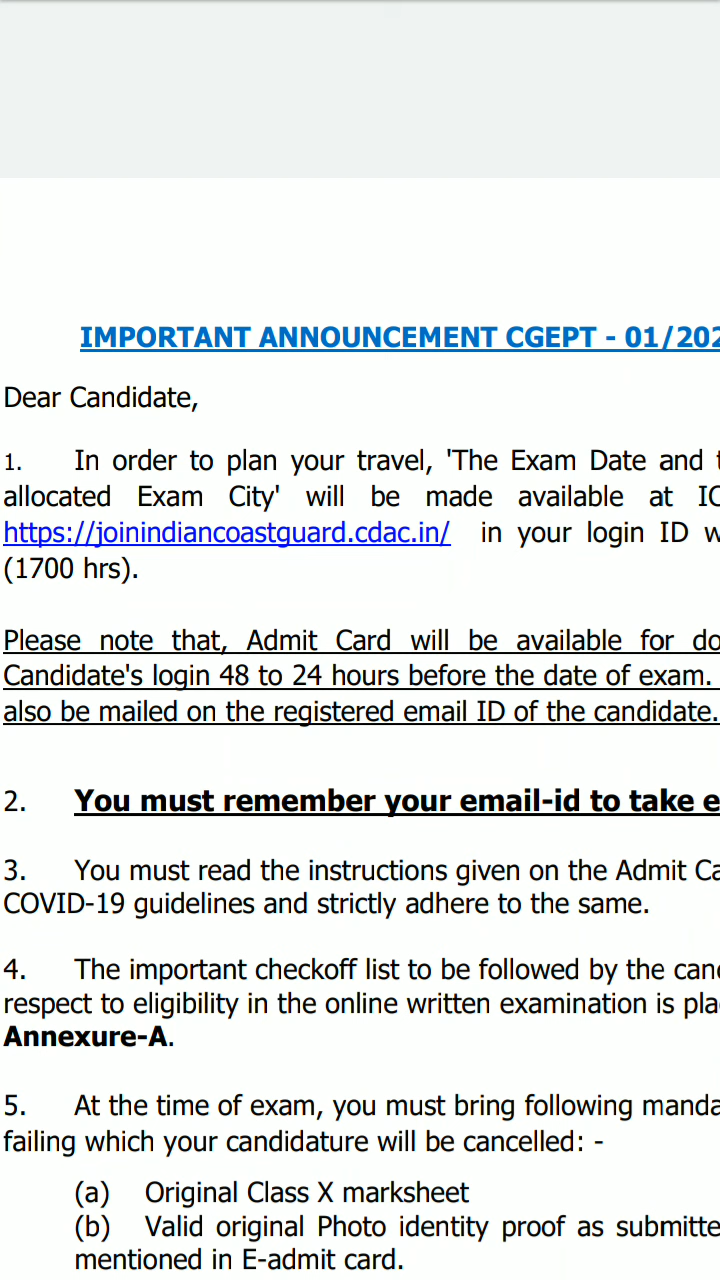 IMPORTANT ANNOUNCEMENT CGEPT - 01/202
Dear Candidate,
1. In order to plan your travel, 'The Exam Date and
allocated Exam City' will be made available at
https://joinindiancoastguard.cdac.in/ in your login ID
(1700 hrs).
Please note that, Admit Card will be available for
Candidate's login 48 to 24 hours before the date of exam.
also be mailed on the registered email ID of the candidate.
2. You must remember your email-id to take
3. You must read the instructions given on the Admit
COVID-19 guidelines and strictly adhere to the same.
4. The important checkoff list to be followed by the
respect to eligibility in the online written examination is
Annexure-A.
5. At the time of exam, you must bring following
failing which your candidature will be cancelled: -
(a) Original Class X marksheet
(b) Valid original Photo identity proof as
mentioned in E-admit card.